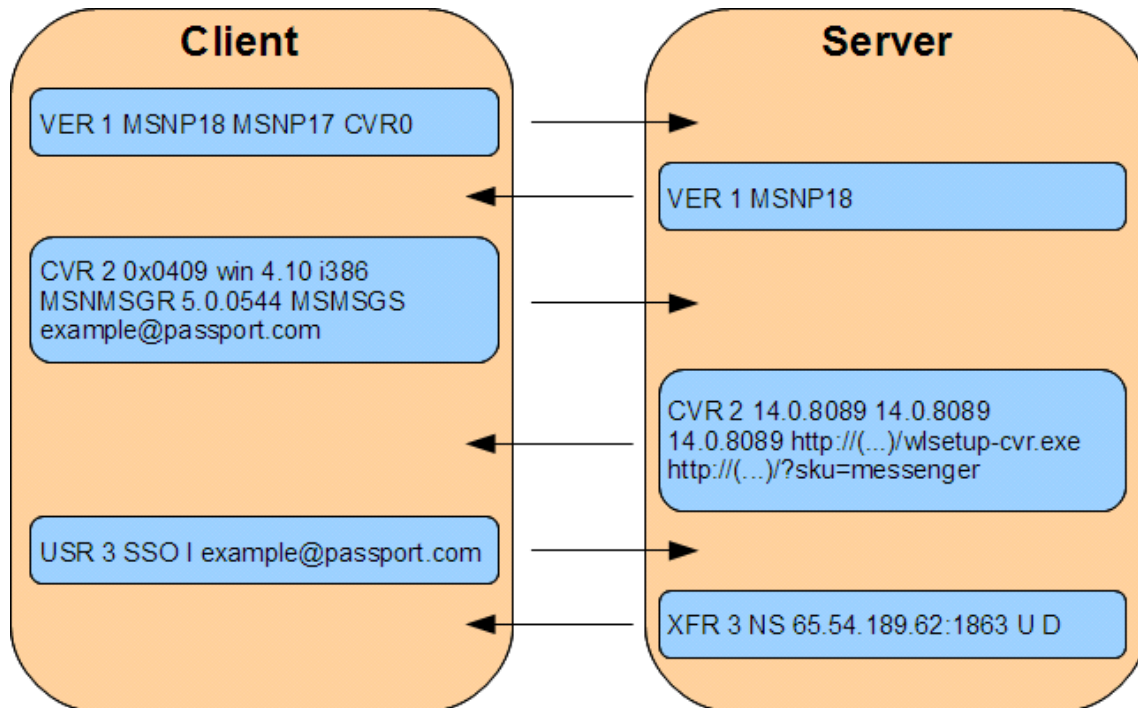 Client
Server
VER 1 MSNP18 MSNP17 CVR0
VER 1 MSNP18
CVR 2 0x0409 win 4.10 i386
MSNMSGR 5.0.0544 MSMSGS
example@passport.com
CVR 2 14.0.8089 14.0.8089
14.0.8089 http://(...)/wlsetup-cvr.exe
http://(...)/?sku=messenger
USR 3 SSO I example@passport.com
XFR 3 NS 65.54.189.62:1863 U D